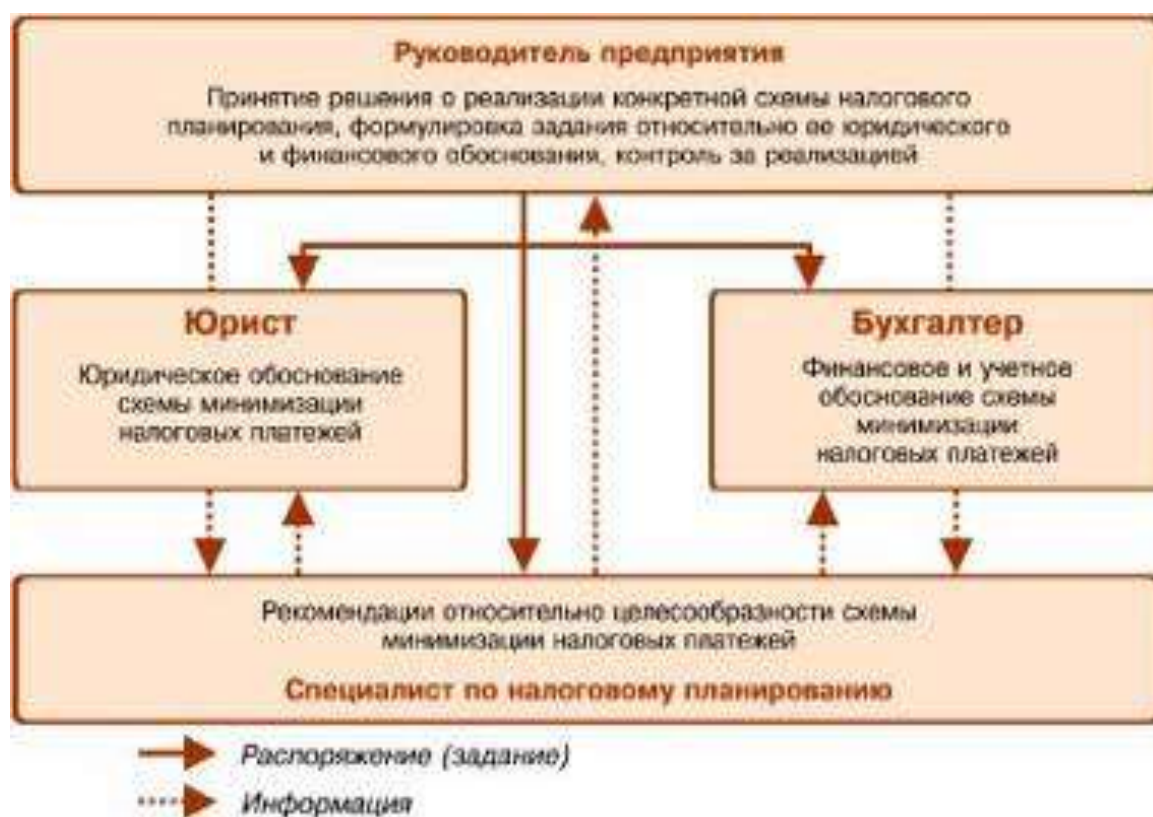 Руководитель предприятия
Принятие решения о реализации конкретной схемы налогового
планирования, формулировка задания относительно ее юридического
и финансового обоснования, контроль за реализацией
Юрист
Юридическое обоснование
схемы минимизации
налоговых платежей
Бухгалтер
Финансовое и учетное
обоснование схемы
минимизации
налоговых платежей
Рекомендации относительно целесообразности схемы
минимизации налоговых платежей
Специалист по налоговому планированию
Распоряжение (задание)
Информация